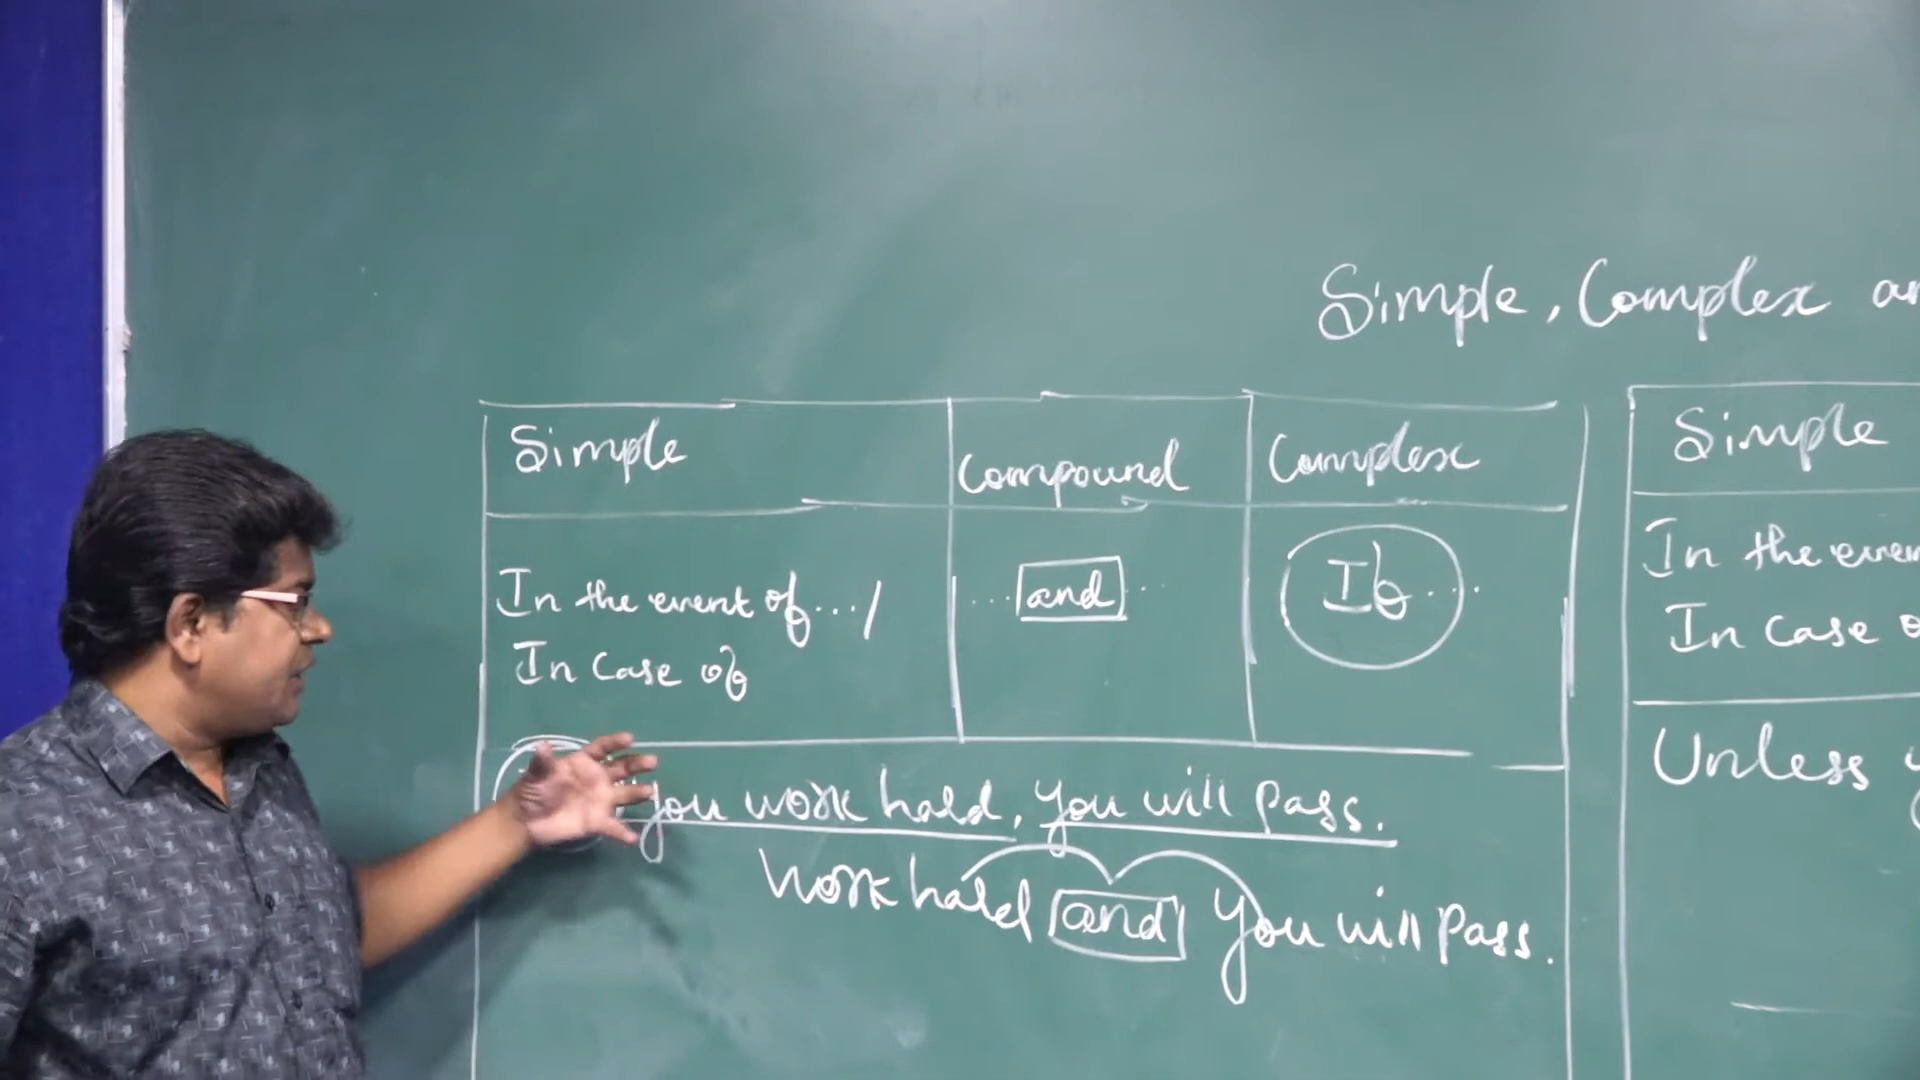 Simple, Complex
Simple
Compound
Complex
In the event of... /
In case of
... and ..
If....
you work hard, you will pass.
Work hard and you will pass.
Simple
In the
In case
Unless